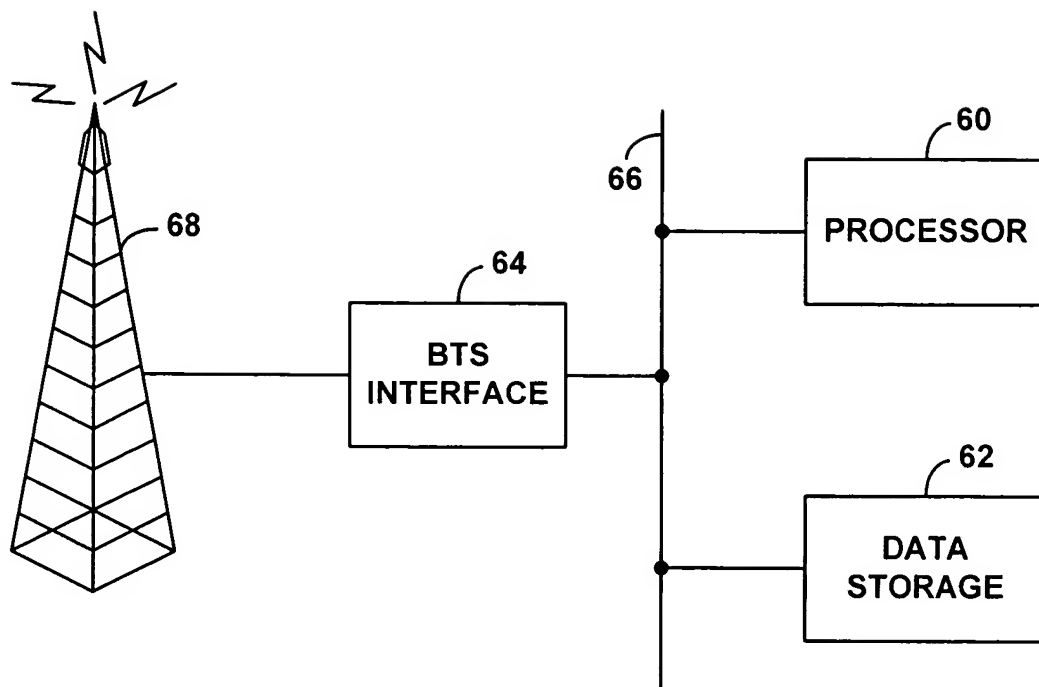 60
66
PROCESSOR
68
64
BTS
INTERFACE
62
DATA
STORAGE